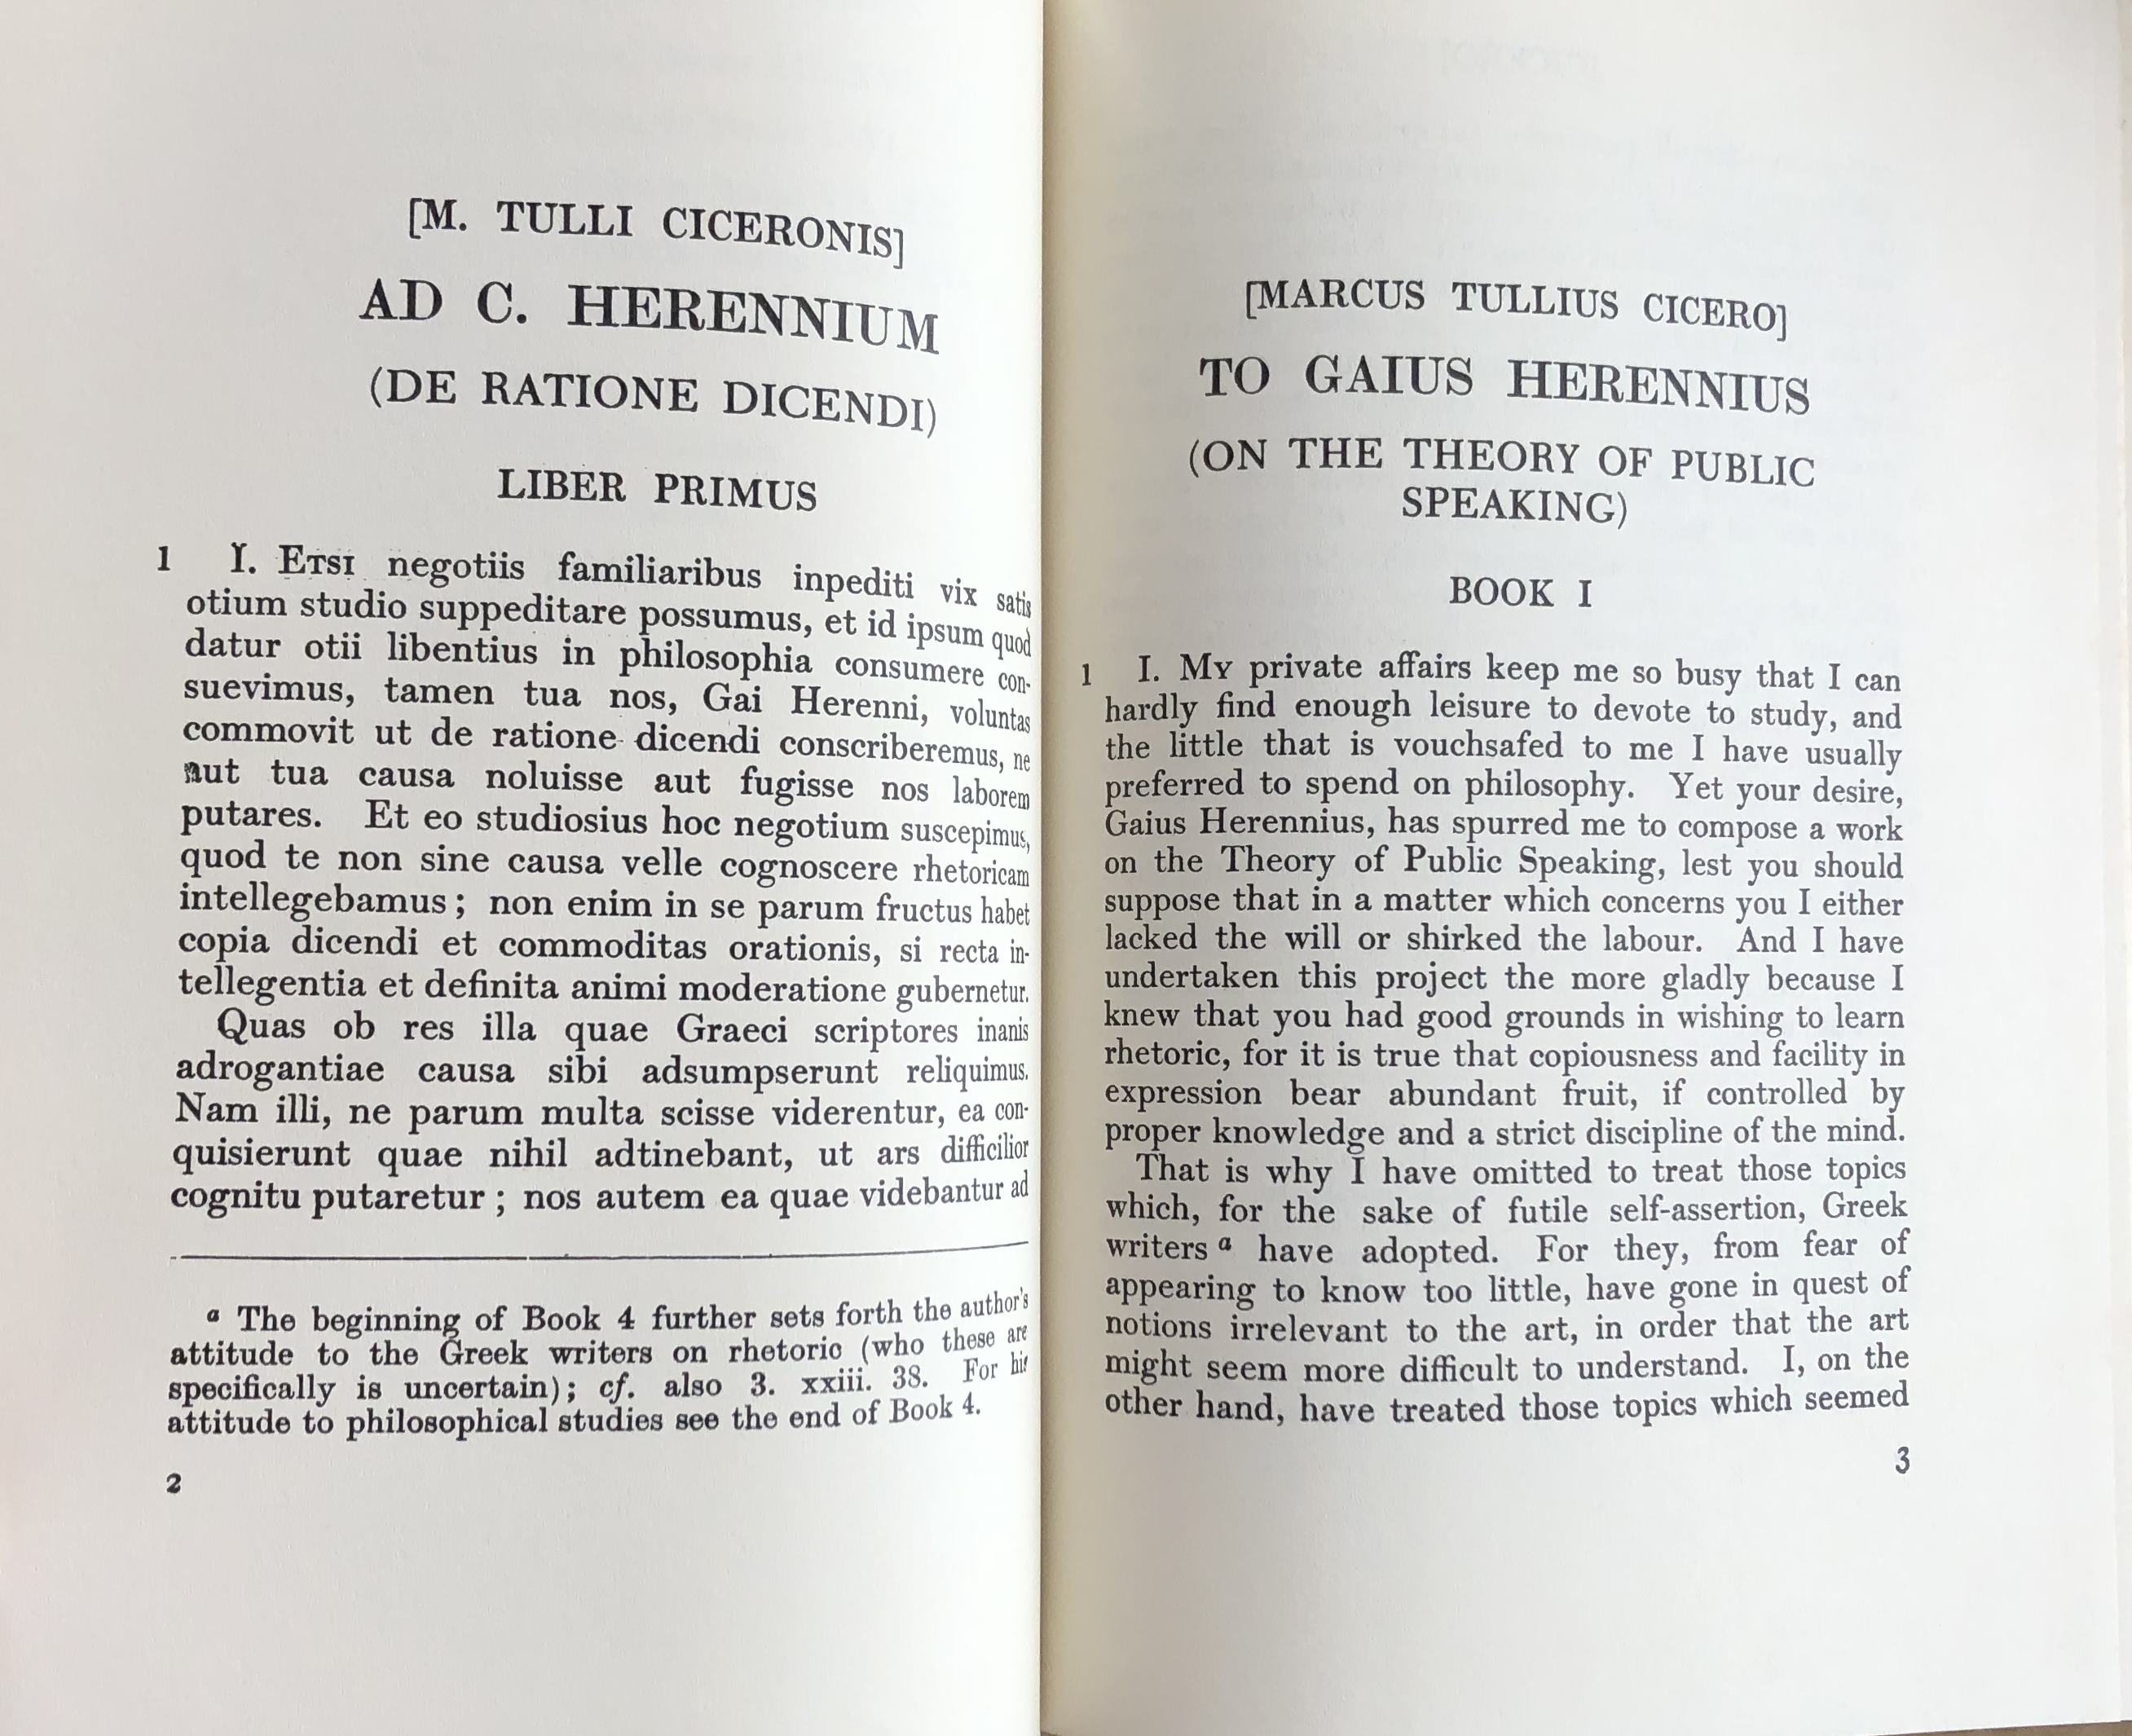 [M. TULLI CICERONIS]
AD C. HERENNIUM
(DE RATIONE DICENDI)
LIBER PRIMUS
1 I. Etsi negotiis familiaribus inpediti vix satis
otium studio suppeditare possumus, et id ipsum quod
datur otii libentius in philosophia consumere con-
suevimus, tamen tua nos, Gai Herenni, voluntas
commovit ut de ratione dicendi conscriberemus, ne
aut tua causa noluisse aut fugisse nos laborem
putares. Et eo studiosius hoc negotium suscepimus,
quod te non sine causa velle cognoscere rhetoricam
intellegebamus; non enim in se parum fructus habet
copia dicendi et commoditas orationis, si recta in-
tellegentia et definita animi moderatione gubernetur.
Quas ob res illa quae Graeci scriptores inanis
adrogantiae causa sibi adsumpserunt reliquimus.
Nam illi, ne parum multa scisse viderentur, ea con-
quisierunt quae nihil adtinebant, ut ars difficilior
cognitu putaretur; nos autem ea quae videbantur ad
a The beginning of Book 4 further sets forth the author's
attitude to the Greek writers on rhetoric (who these are
specifically is uncertain); cf. also 3. xxiii. 38. For his
attitude to philosophical studies see the end of Book 4.
2
[MARCUS TULLIUS CICERO]
TO GAIUS HERENNIUS
(ON THE THEORY OF PUBLIC
SPEAKING)
BOOK I
1 I. My private affairs keep me so busy that I can
hardly find enough leisure to devote to study, and
the little that is vouchsafed to me I have usually
preferred to spend on philosophy. Yet your desire,
Gaius Herennius, has spurred me to compose a work
on the Theory of Public Speaking, lest you should
suppose that in a matter which concerns you I either
lacked the will or shirked the labour. And I have
undertaken this project the more gladly because I
knew that you had good grounds in wishing to learn
rhetoric, for it is true that copiousness and facility in
expression bear abundant fruit, if controlled by
proper knowledge and a strict discipline of the mind.
That is why I have omitted to treat those topics
which, for the sake of futile self-assertion, Greek
writers a have adopted. For they, from fear of
appearing to know too little, have gone in quest of
notions irrelevant to the art, in order that the art
might seem more difficult to understand. I, on the
other hand, have treated those topics which seemed
3